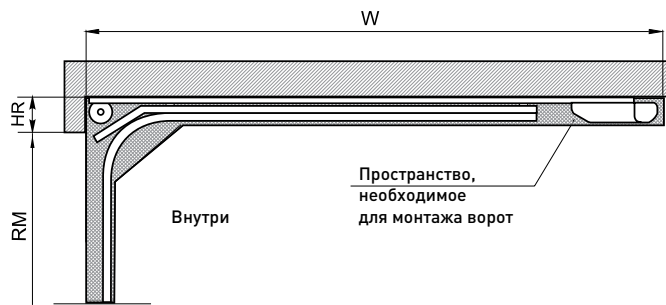 W
HR
RM
Внутри
Пространство,
необходимое
для монтажа ворот